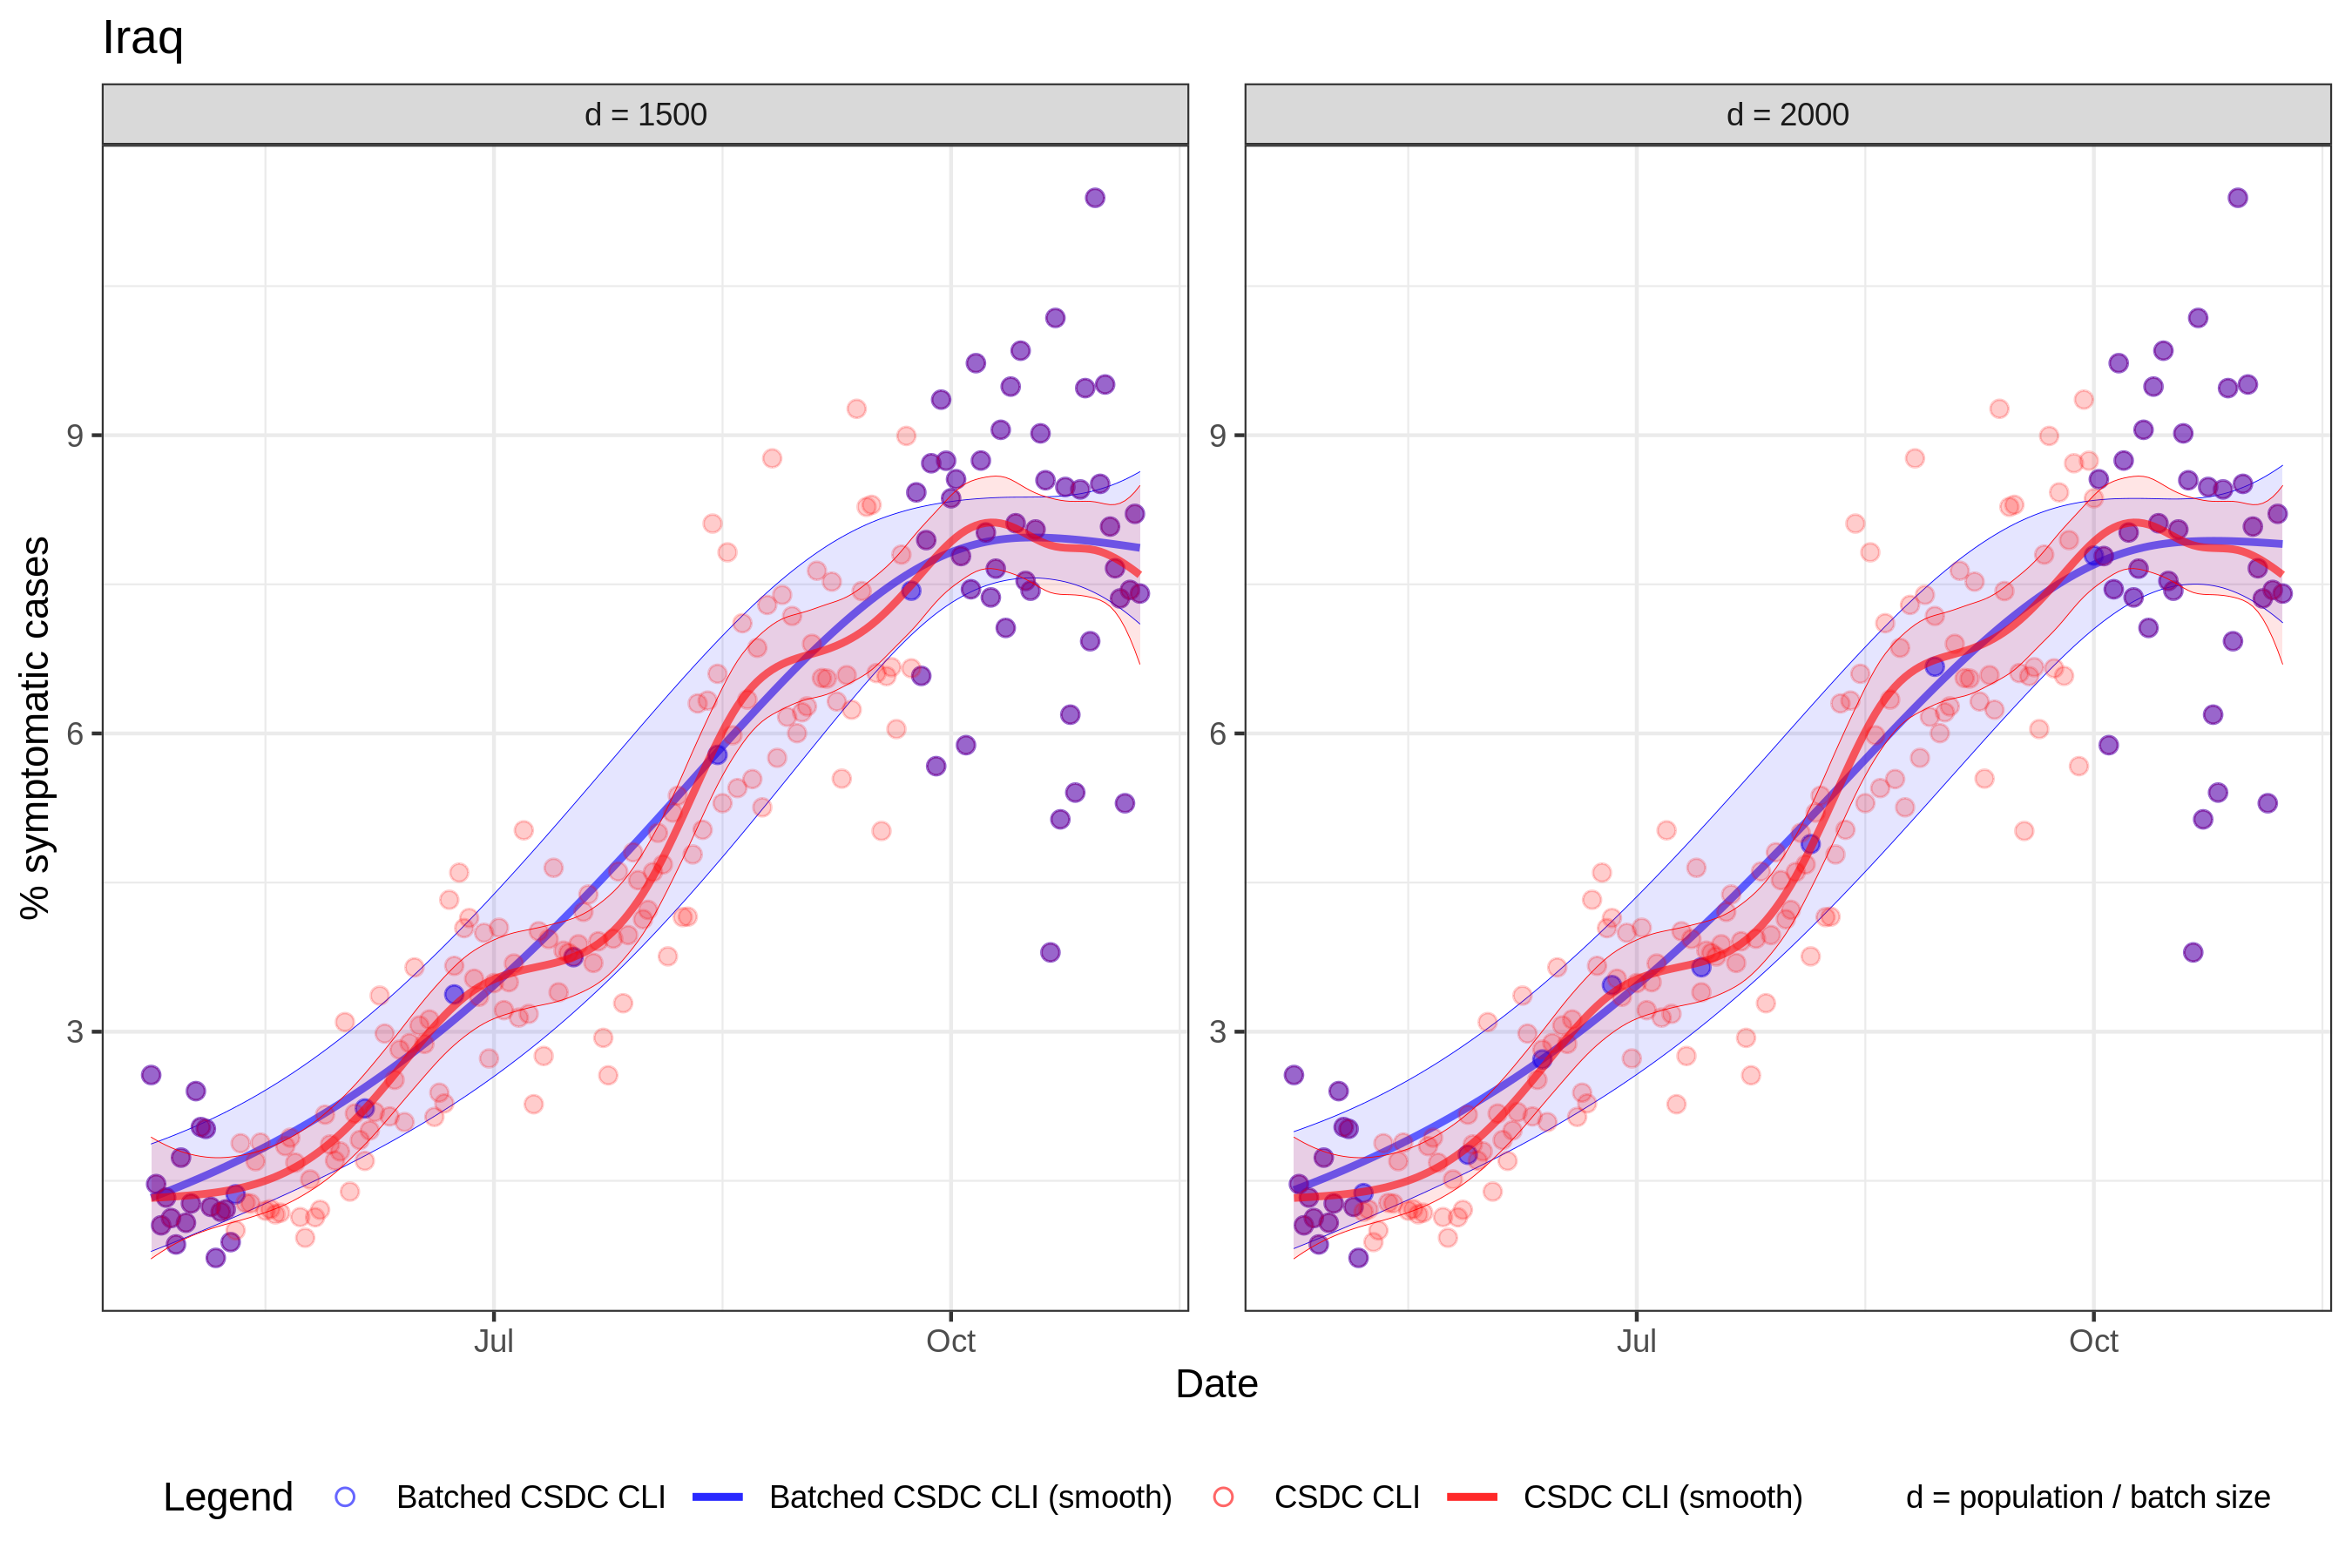 Iraq
d = 1500
d = 2000
% symptomatic cases
9
6
3
9
6
3
Jul
Oct
Jul
Oct
Date
Legend
Batched CSDC CLI
Batched CSDC CLI (smooth)
CSDC CLI
CSDC CLI (smooth)
d = population / batch size